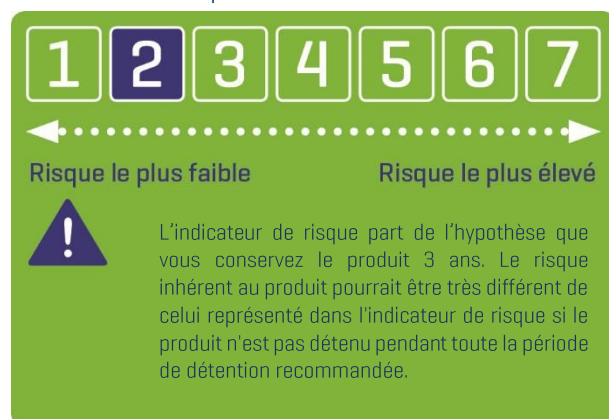 1 2 3 4 5 6 7
Risque le plus faible Risque le plus élevé
!
L'indicateur de risque part de l'hypothèse que
vous conservez le produit 3 ans. Le risque
inhérent au produit pourrait être très différent de
celui représenté dans l'indicateur de risque si le
produit n'est pas détenu pendant toute la période
de détention recommandée.